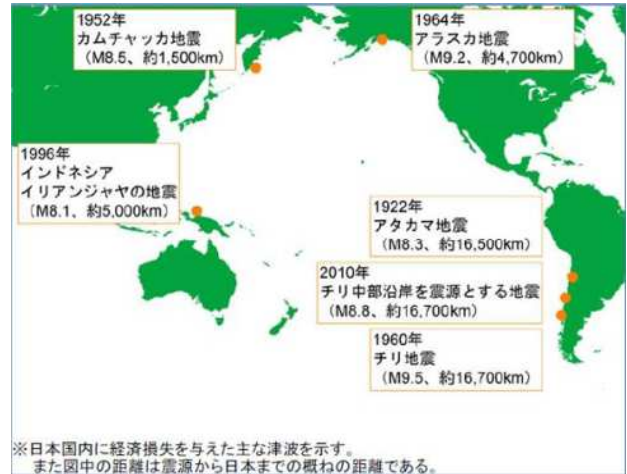 1952年
カムチャッカ地震
（M8.5、約1,500km）
1964年
アラスカ地震
（M9.2、約4,700km）
1996年
インドネシア
イリアンジャヤの地震
（M8.1、約5,000km）
1922年
アタカマ地震
（M8.3、約16,500km）
2010年
チリ中部沿岸を震源とする地震
（M8.8、約16,700km）
1960年
チリ地震
（M9.5、約16,700km）
※日本国内に経済損失を与えた主な津波を示す。
また図中の距離は震源から日本までの概ねの距離である。